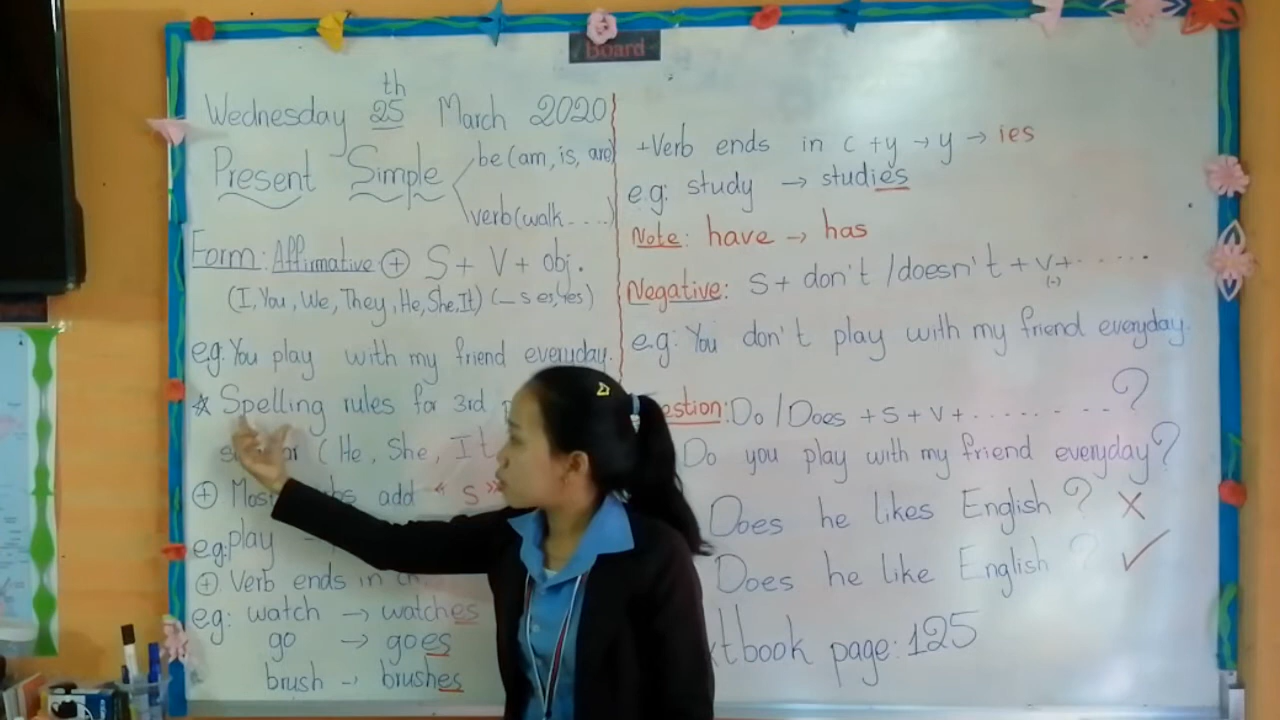 Board
Wednesday 25th March 2020
Present Simple
be (am, is, are)
verb (walk ....)
Form: Affirmative ⊕ S + V + obj.
(I, You, We, They, He, She, It) (_ s es, ies)
e.g: You play with my friend everyday.
☆ Spelling rules for 3rd
(He, She, It
⊕ Most add " s "
e.g: play →
⊕ Verb ends in
e.g: watch → watches
go → goes
brush → brushes
+Verb ends in c + y → y → ies
e.g: study → studies
Note: have → has
Negative: S + don't / doesn't + v + ......
(-)
e.g: You don't play with my friend everyday.
estion: Do / Does + S + V + ........ ?
Do you play with my friend everyday?
Does he likes English ? X
Does he like English ? ✓
tbook page: 125